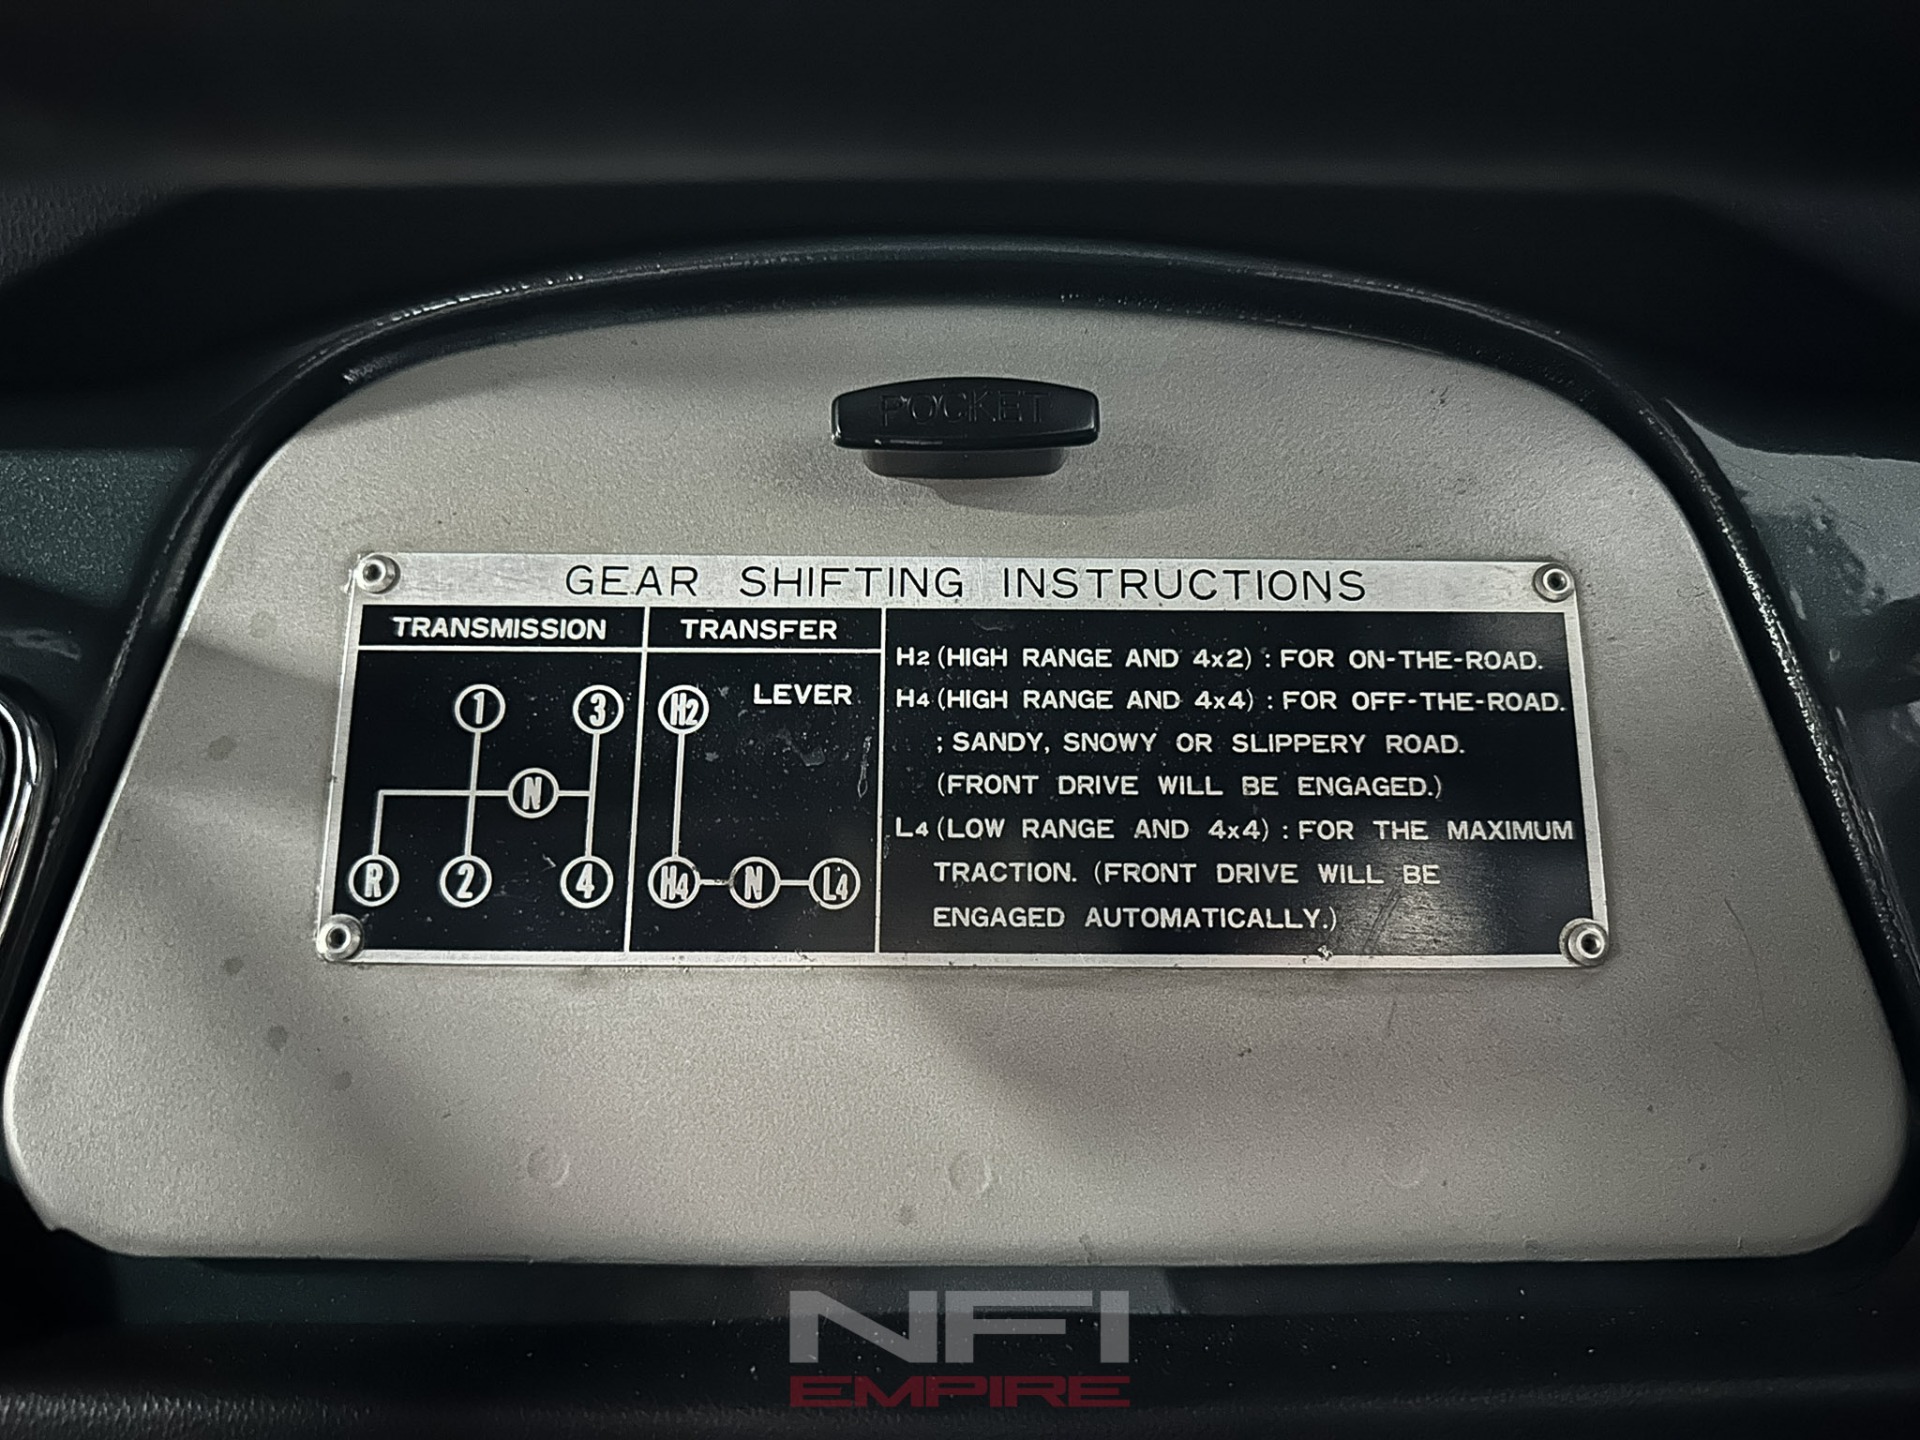 POCKET
GEAR SHIFTING INSTRUCTIONS
TRANSMISSION
1 3
N
R 2 4
TRANSFER
LEVER
H2
H4 N L4
H2 (HIGH RANGE AND 4x2) : FOR ON-THE-ROAD.
H4 (HIGH RANGE AND 4x4) : FOR OFF-THE-ROAD.
; SANDY, SNOWY OR SLIPPERY ROAD.
(FRONT DRIVE WILL BE ENGAGED.)
L4 (LOW RANGE AND 4x4) : FOR THE MAXIMUM
TRACTION. (FRONT DRIVE WILL BE
ENGAGED AUTOMATICALLY.)
NFI
EMPIRE